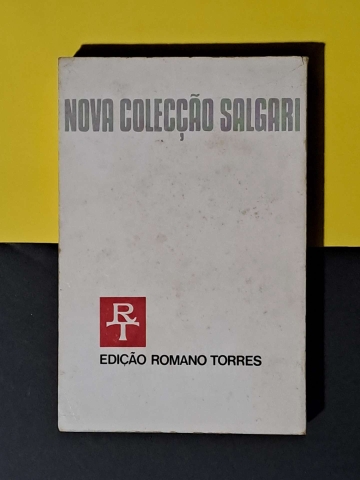 NOVA COLECÇÃO SALGARI
RT
EDIÇÃO ROMANO TORRES